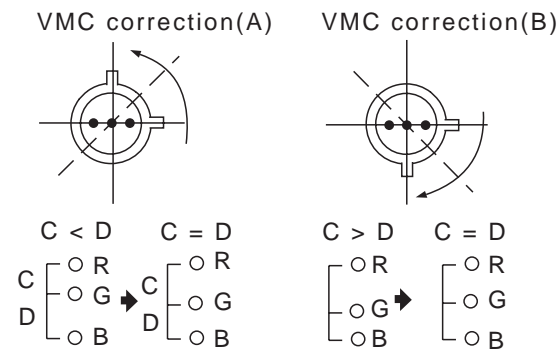 VMC correction(A)
VMC correction(B)
C < D
C = D
C > D
C = D
C
D
R
G
B
C
D
R
G
B
R
G
B
R
G
B